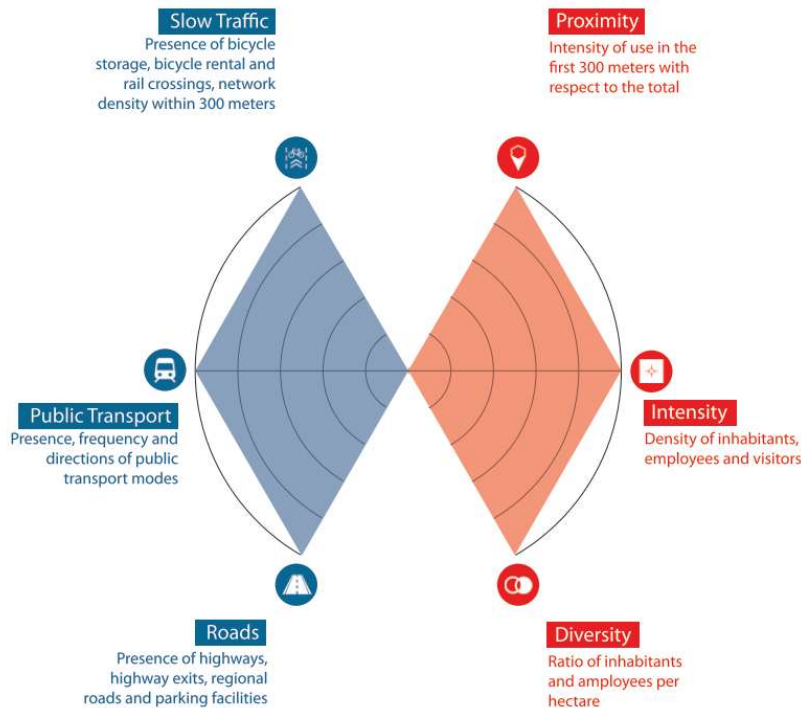 Slow Traffic
Presence of bicycle
storage, bicycle rental and
rail crossings, network
density within 300 meters
Proximity
Intensity of use in the
first 300 meters with
respect to the total
Public Transport
Presence, frequency and
directions of public
transport modes
Intensity
Density of inhabitants,
employees and visitors
Roads
Presence of highways,
highway exits, regional
roads and parking facilities
Diversity
Ratio of inhabitants
and amployees per
hectare